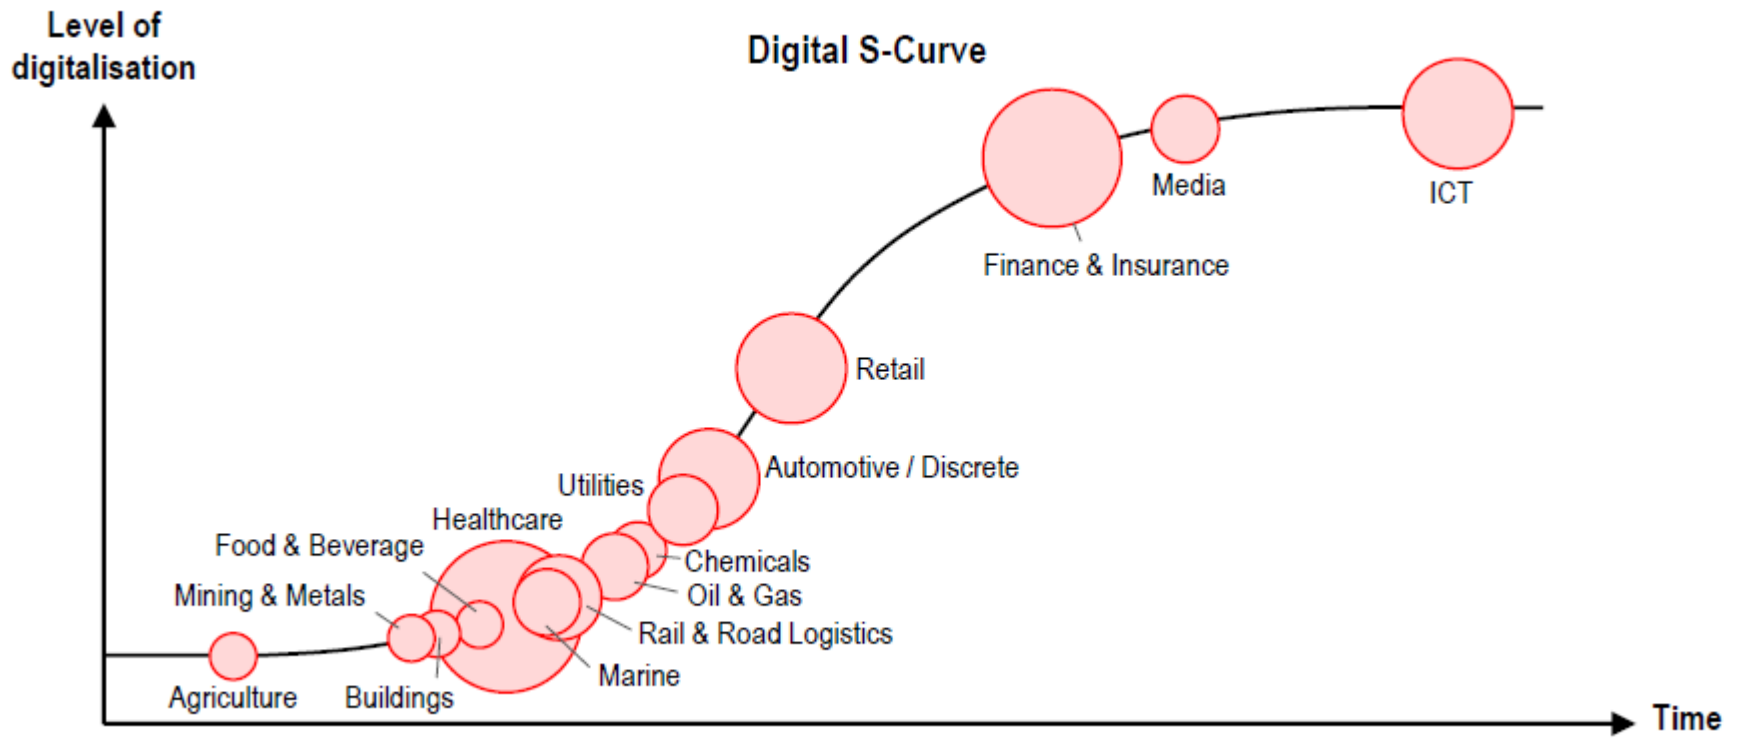 Level of
digitalisation
Digital S-Curve
Media
ICT
Finance & Insurance
Retail
Automotive / Discrete
Utilities
Healthcare
Food & Beverage
Chemicals
Mining & Metals
Oil & Gas
Rail & Road Logistics
Marine
Agriculture
Buildings
Time